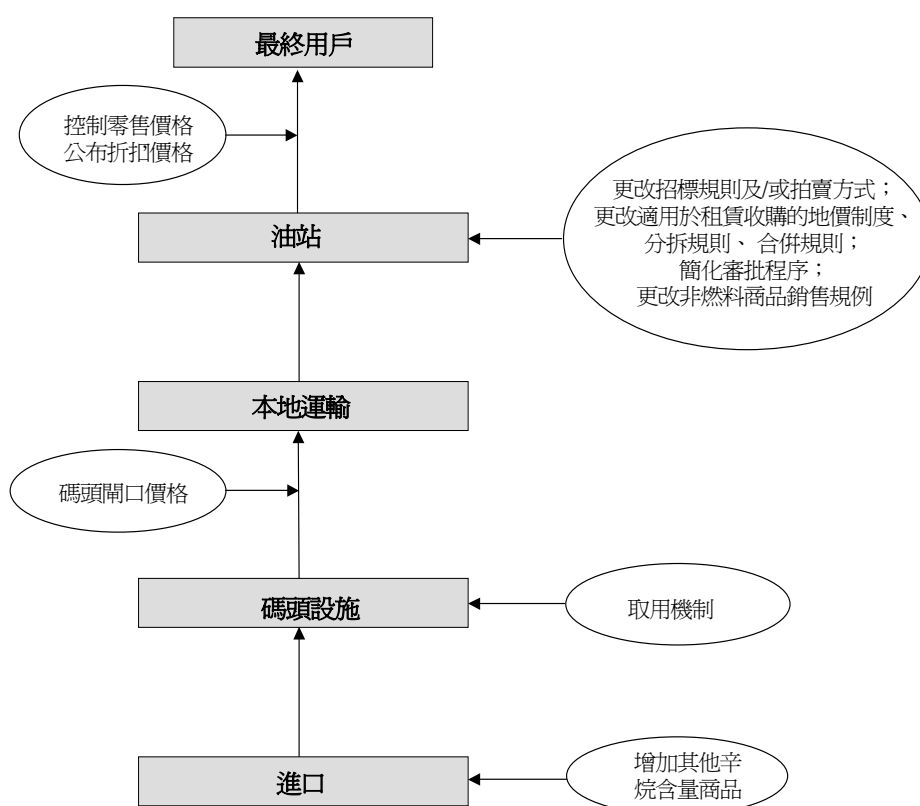 最終用戶
控制零售價格
公布折扣價格
更改招標規則及/或拍賣方式；
更改適用於租賃收購的地價制度、
分拆規則、 合併規則；
簡化審批程序；
更改非燃料商品銷售規例
油站
本地運輸
碼頭閘口價格
碼頭設施
取用機制
進口
增加其他辛
烷含量商品